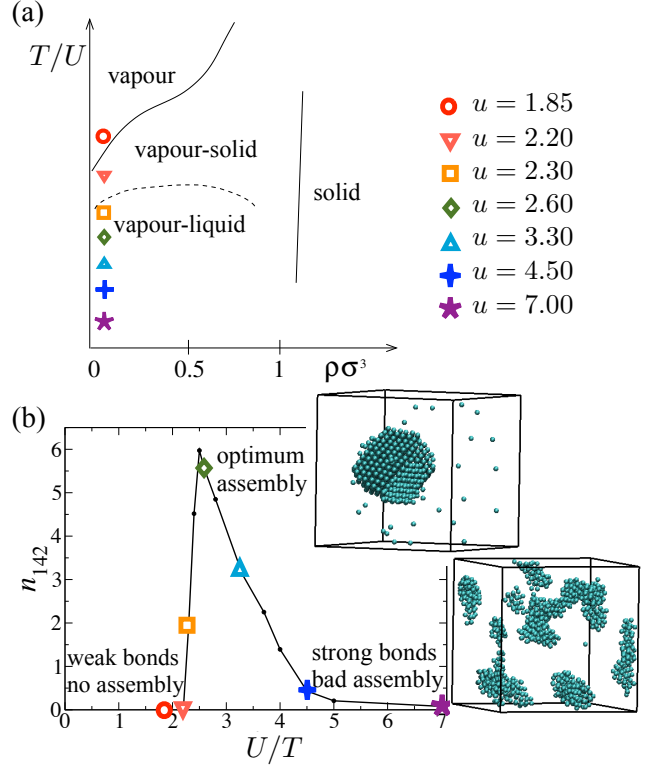 (a)
T/U
vapour
vapour-solid
vapour-liquid
solid
0
0.5
1
ρσ³
u = 1.85
u = 2.20
u = 2.30
u = 2.60
u = 3.30
u = 4.50
u = 7.00
(b)
n₁₄₂
6
5
4
3
2
1
0
optimum
assembly
weak bonds
no assembly
strong bonds
bad assembly
0
1
2
3
4
5
6
7
U/T